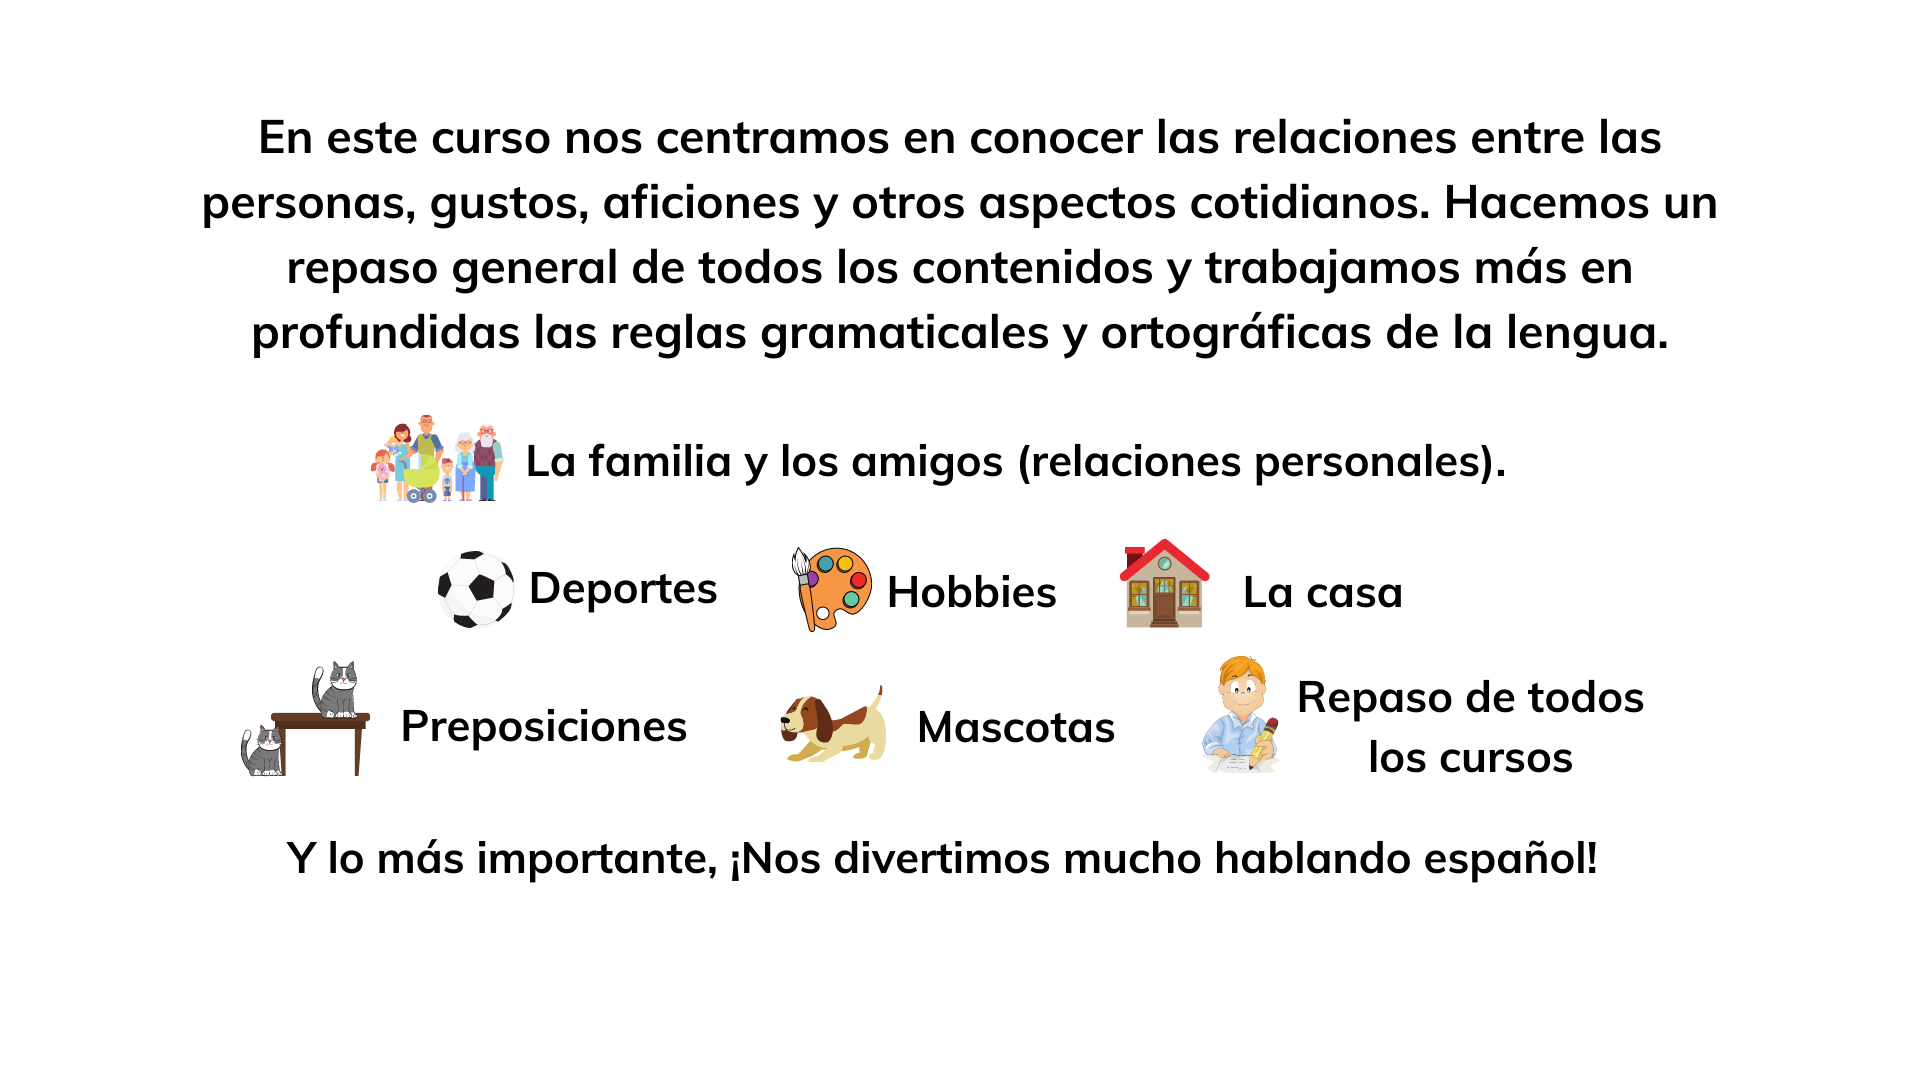 En este curso nos centramos en conocer las relaciones entre las
personas, gustos, aficiones y otros aspectos cotidianos. Hacemos un
repaso general de todos los contenidos y trabajamos más en
profundidas las reglas gramaticales y ortográficas de la lengua.
La familia y los amigos (relaciones personales).
Deportes
Hobbies
La casa
Preposiciones
Mascotas
Repaso de todos
los cursos
Y lo más importante, ¡Nos divertimos mucho hablando español!